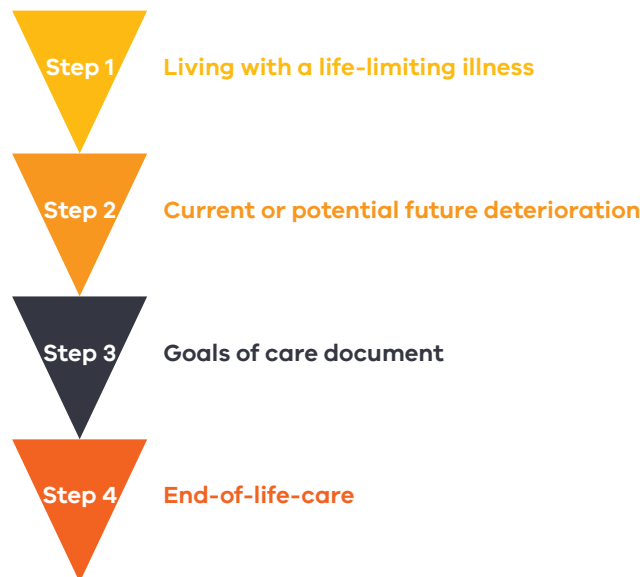 Step 1 Living with a life-limiting illness
Step 2 Current or potential future deterioration
Step 3 Goals of care document
Step 4 End-of-life-care